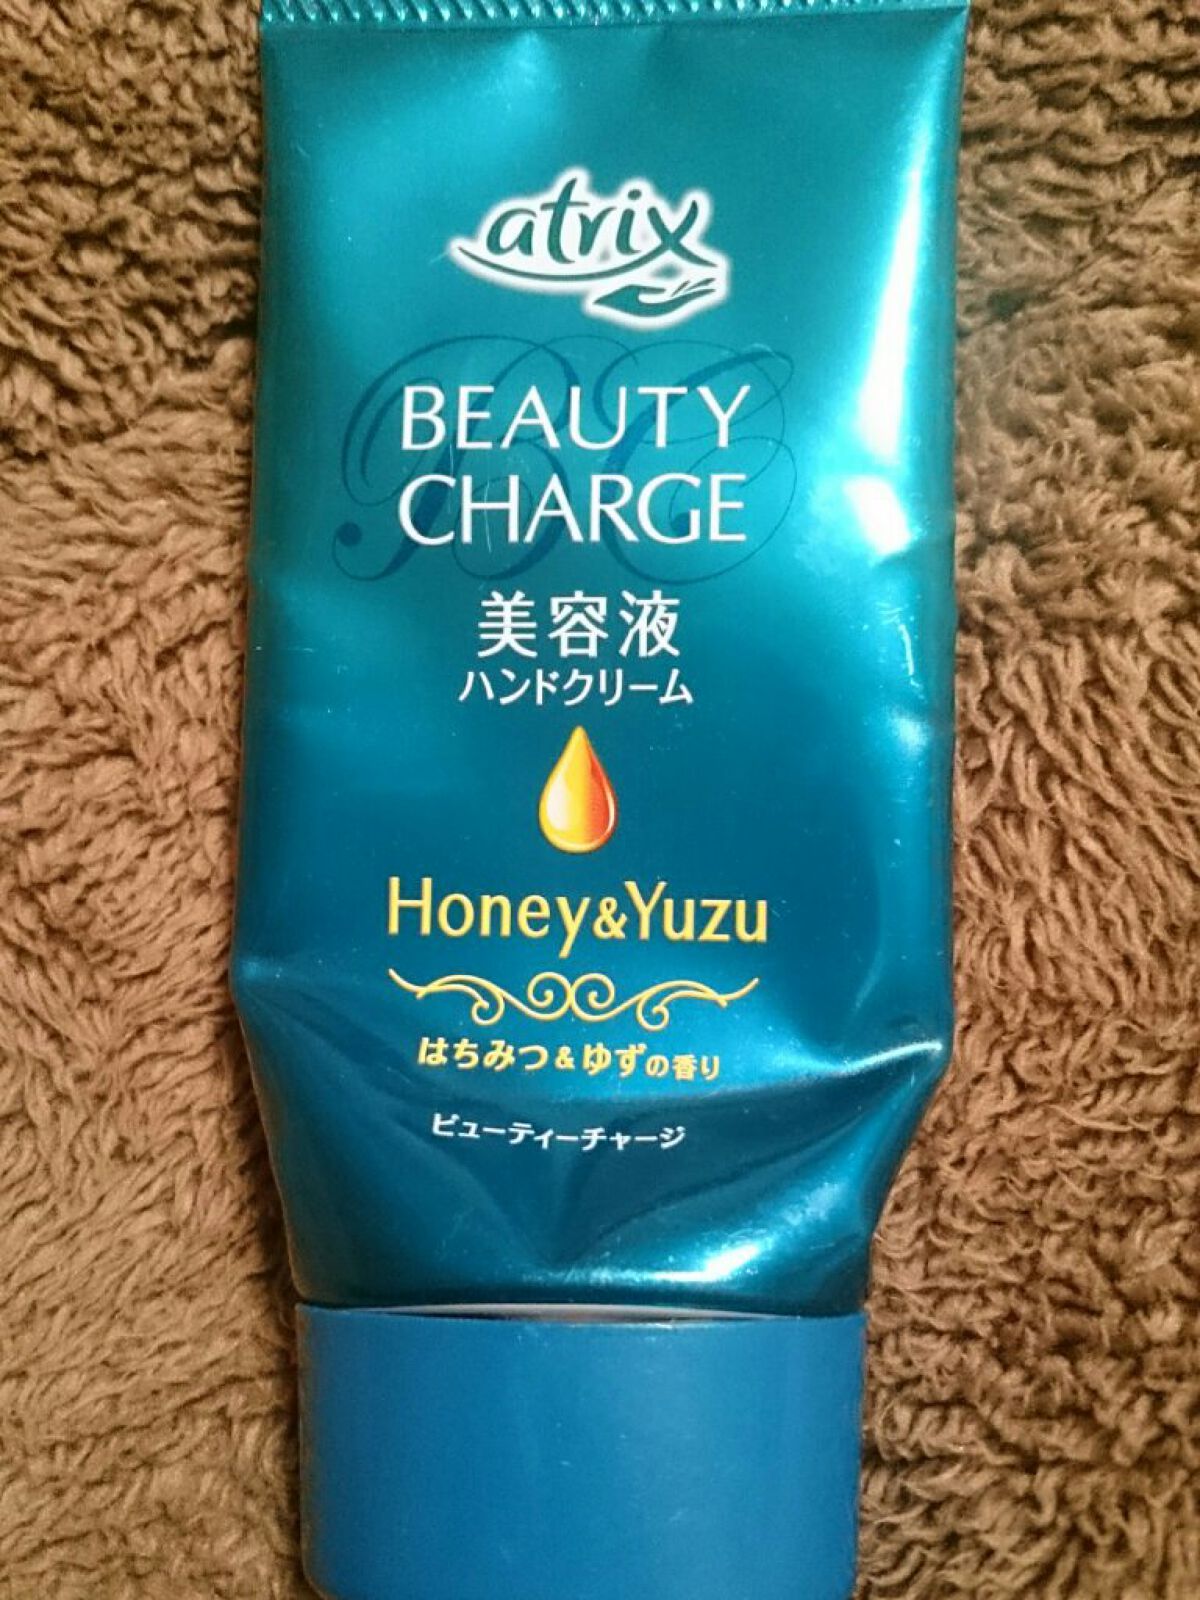 atrix
BC
BEAUTY
CHARGE
美容液
ハンドクリーム
Honey&Yuzu
はちみつ&ゆずの香り
ビューティーチャージ